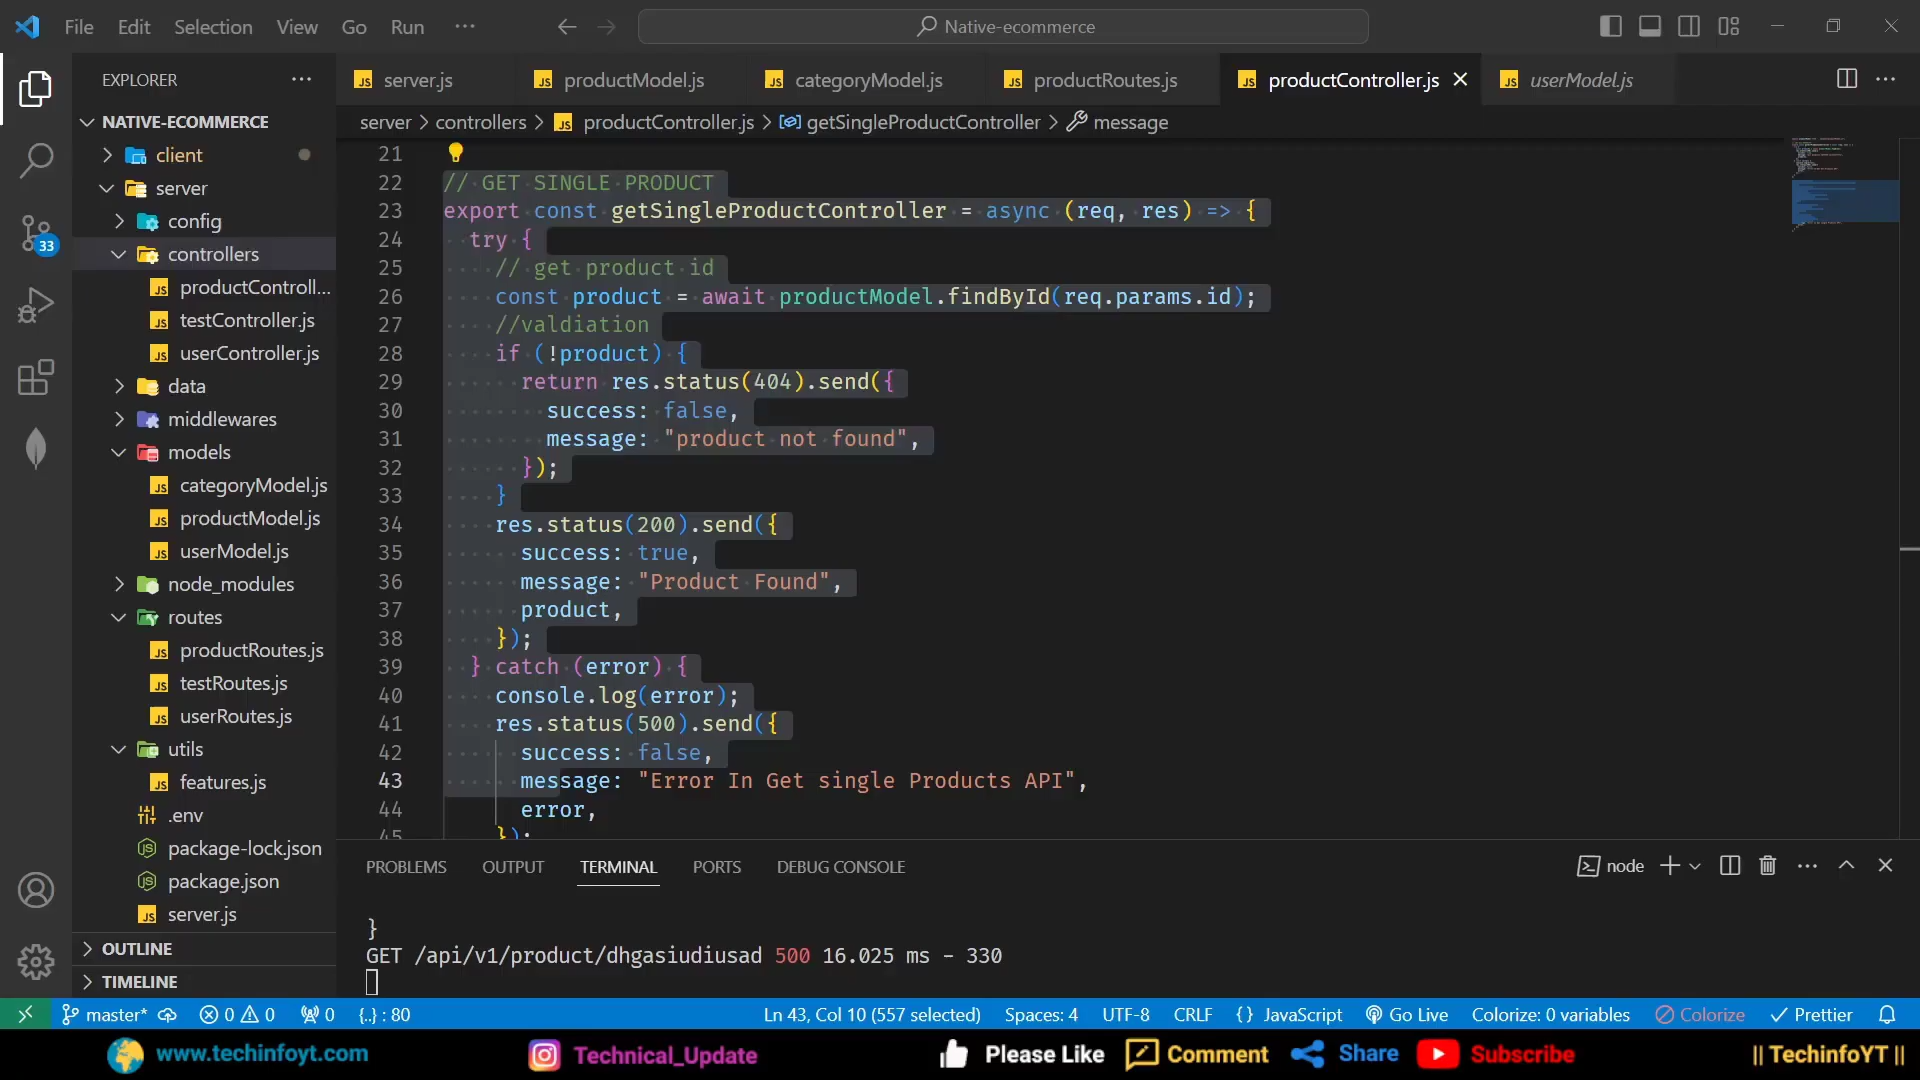 File Edit Selection View Go Run ··· Native-ecommerce
EXPLORER ···
server.js productModel.js categoryModel.js productRoutes.js productController.js userModel.js ···
server > controllers > productController.js > getSingleProductController > message
NATIVE-ECOMMERCE
client
server
config
controllers
productControll...
testController.js
userController.js
data
middlewares
models
categoryModel.js
productModel.js
userModel.js
node_modules
routes
productRoutes.js
testRoutes.js
userRoutes.js
utils
features.js
.env
package-lock.json
package.json
server.js
OUTLINE
TIMELINE
33
21
22 // GET SINGLE PRODUCT
23 export const getSingleProductController = async (req, res) => {
24 try {
25 // get product id
26 const product = await productModel.findById(req.params.id);
27 //valdiation
28 if (!product) {
29 return res.status(404).send({
30 success: false,
31 message: "product not found",
32 });
33 }
34 res.status(200).send({
35 success: true,
36 message: "Product Found",
37 product,
38 });
39 } catch (error) {
40 console.log(error);
41 res.status(500).send({
42 success: false,
43 message: "Error In Get single Products API",
44 error,
45 });
PROBLEMS OUTPUT TERMINAL PORTS DEBUG CONSOLE node ···
}
GET /api/v1/product/dhgasiudiusad 500 16.025 ms - 330
master* 0 0 0 {..} : 80 Ln 43, Col 10 (557 selected) Spaces: 4 UTF-8 CRLF {} JavaScript Go Live Colorize: 0 variables Colorize Prettier
www.techinfoyt.com Technical_Update Please Like Comment Share Subscribe || TechinfoYT ||